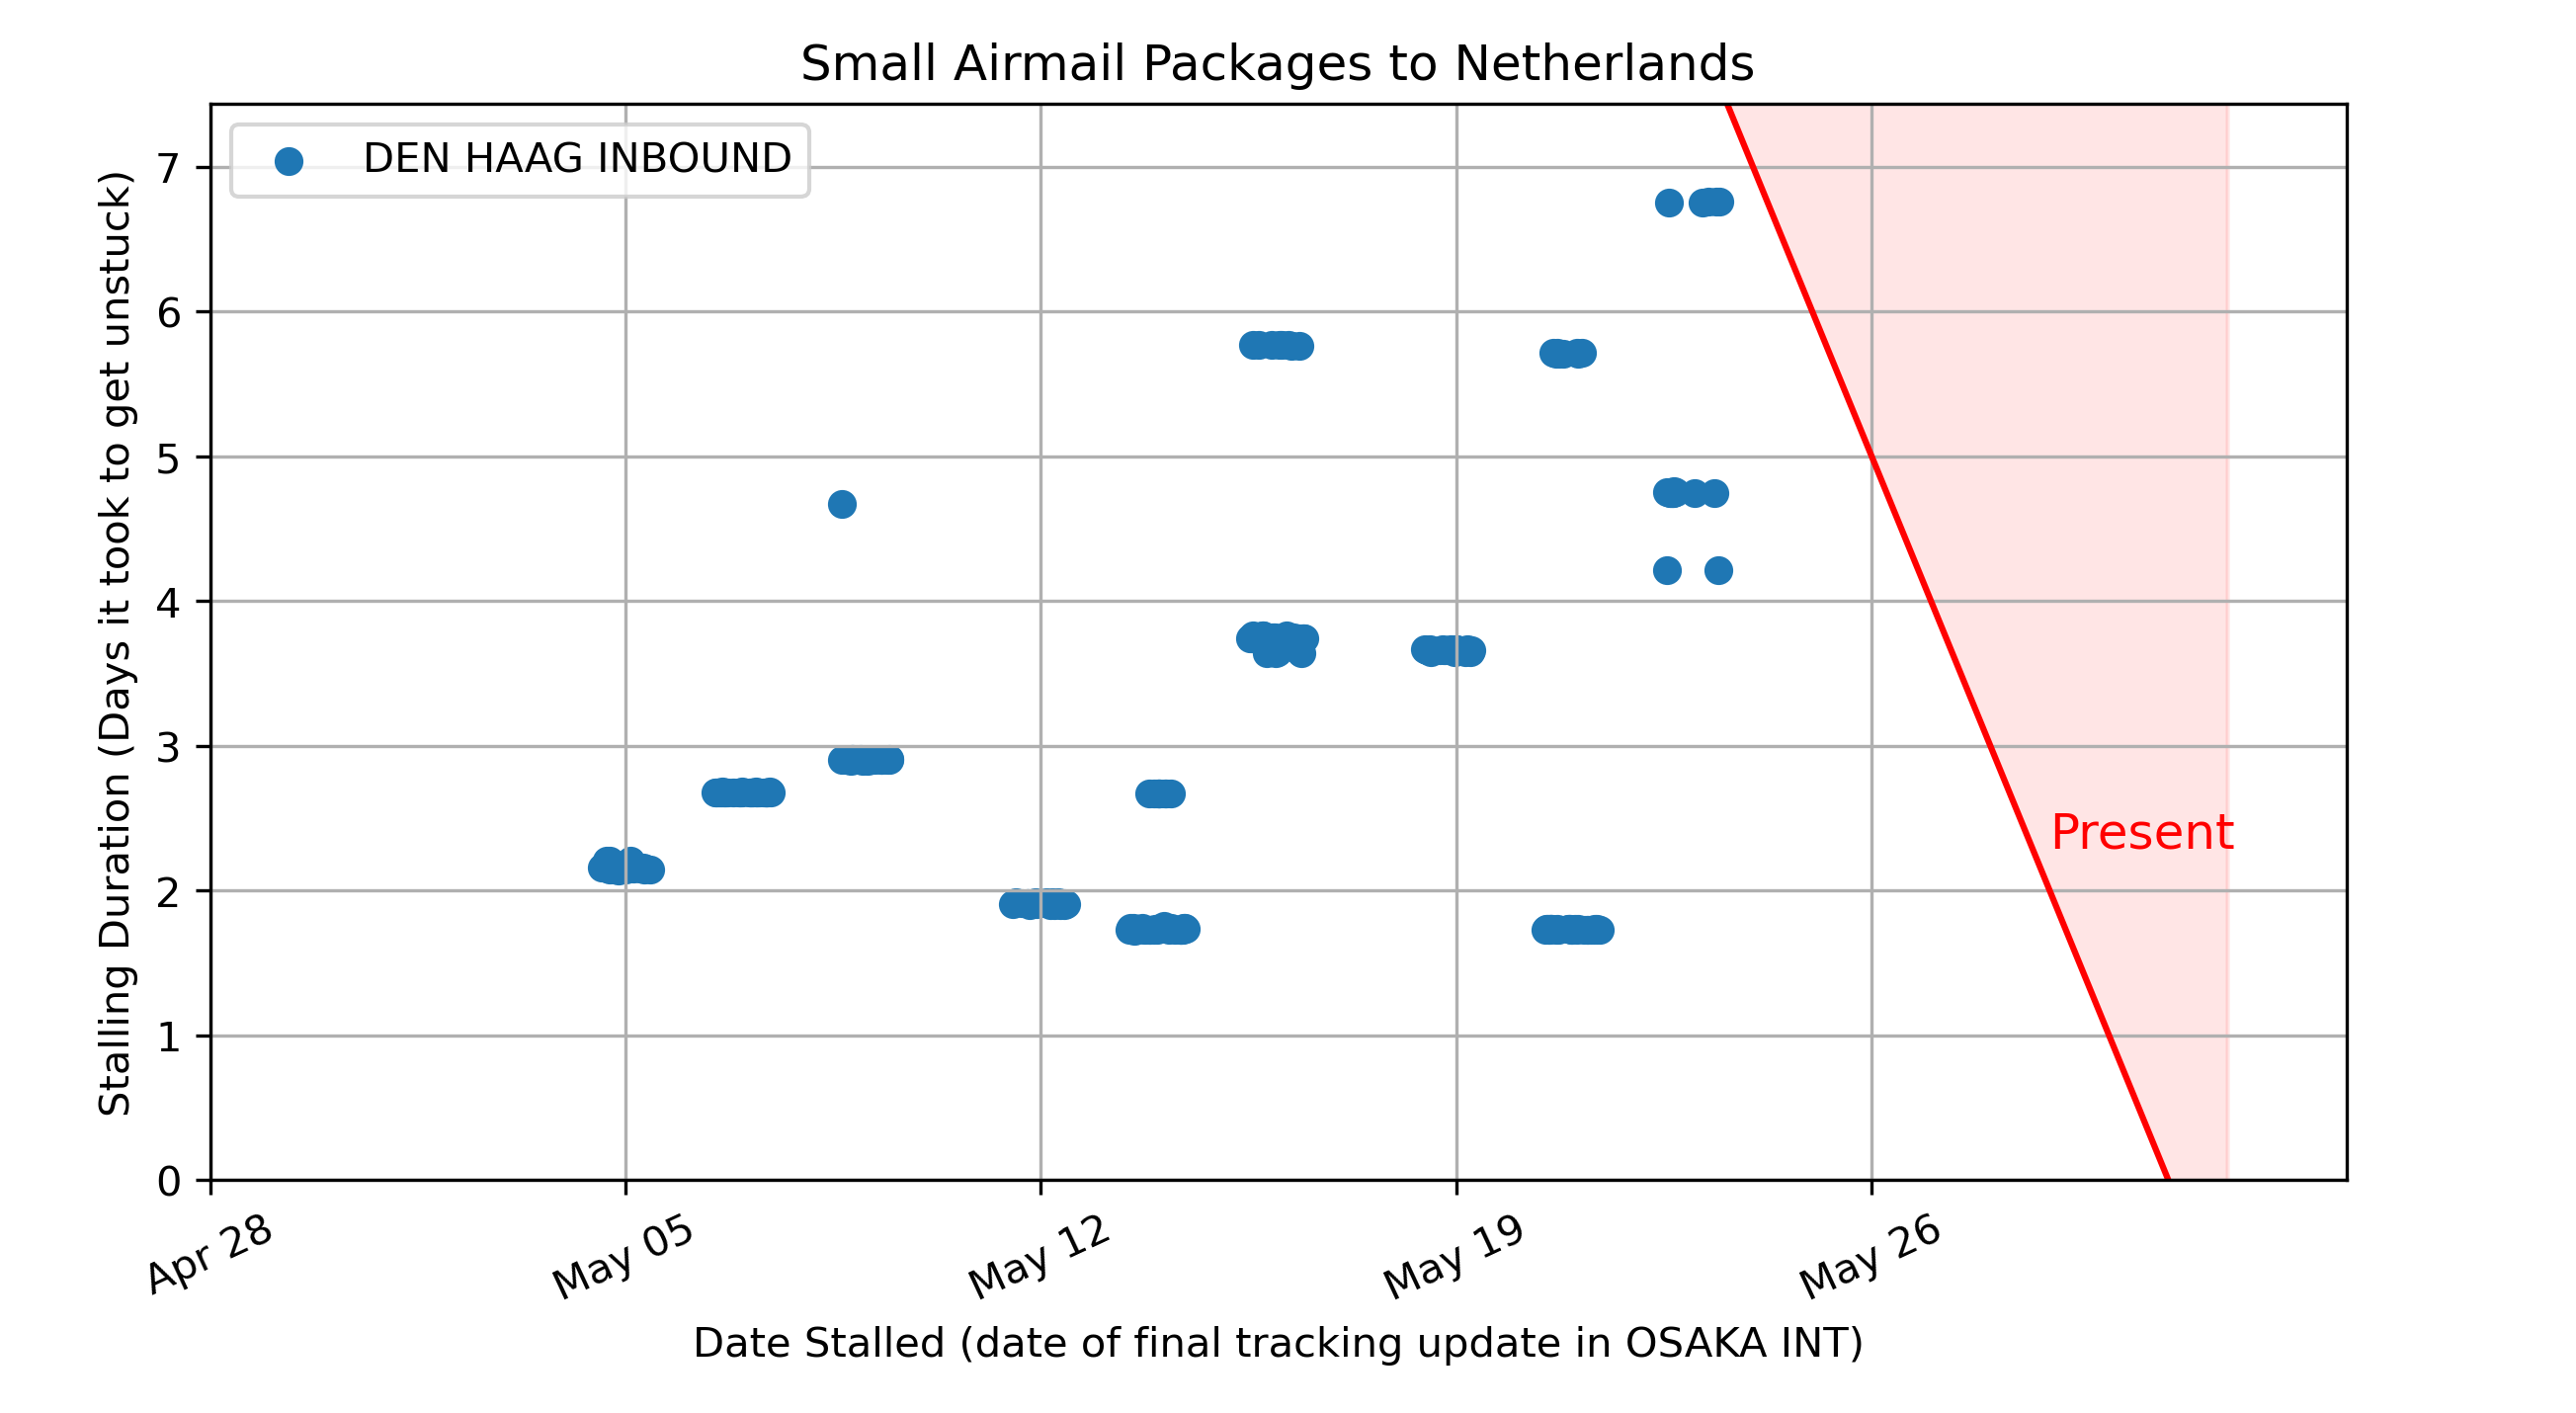 Small Airmail Packages to Netherlands
DEN HAAG INBOUND
Stalling Duration (Days it took to get unstuck)
7
6
5
4
3
2
1
0
Present
Apr 28
May 05
May 12
May 19
May 26
Date Stalled (date of final tracking update in OSAKA INT)